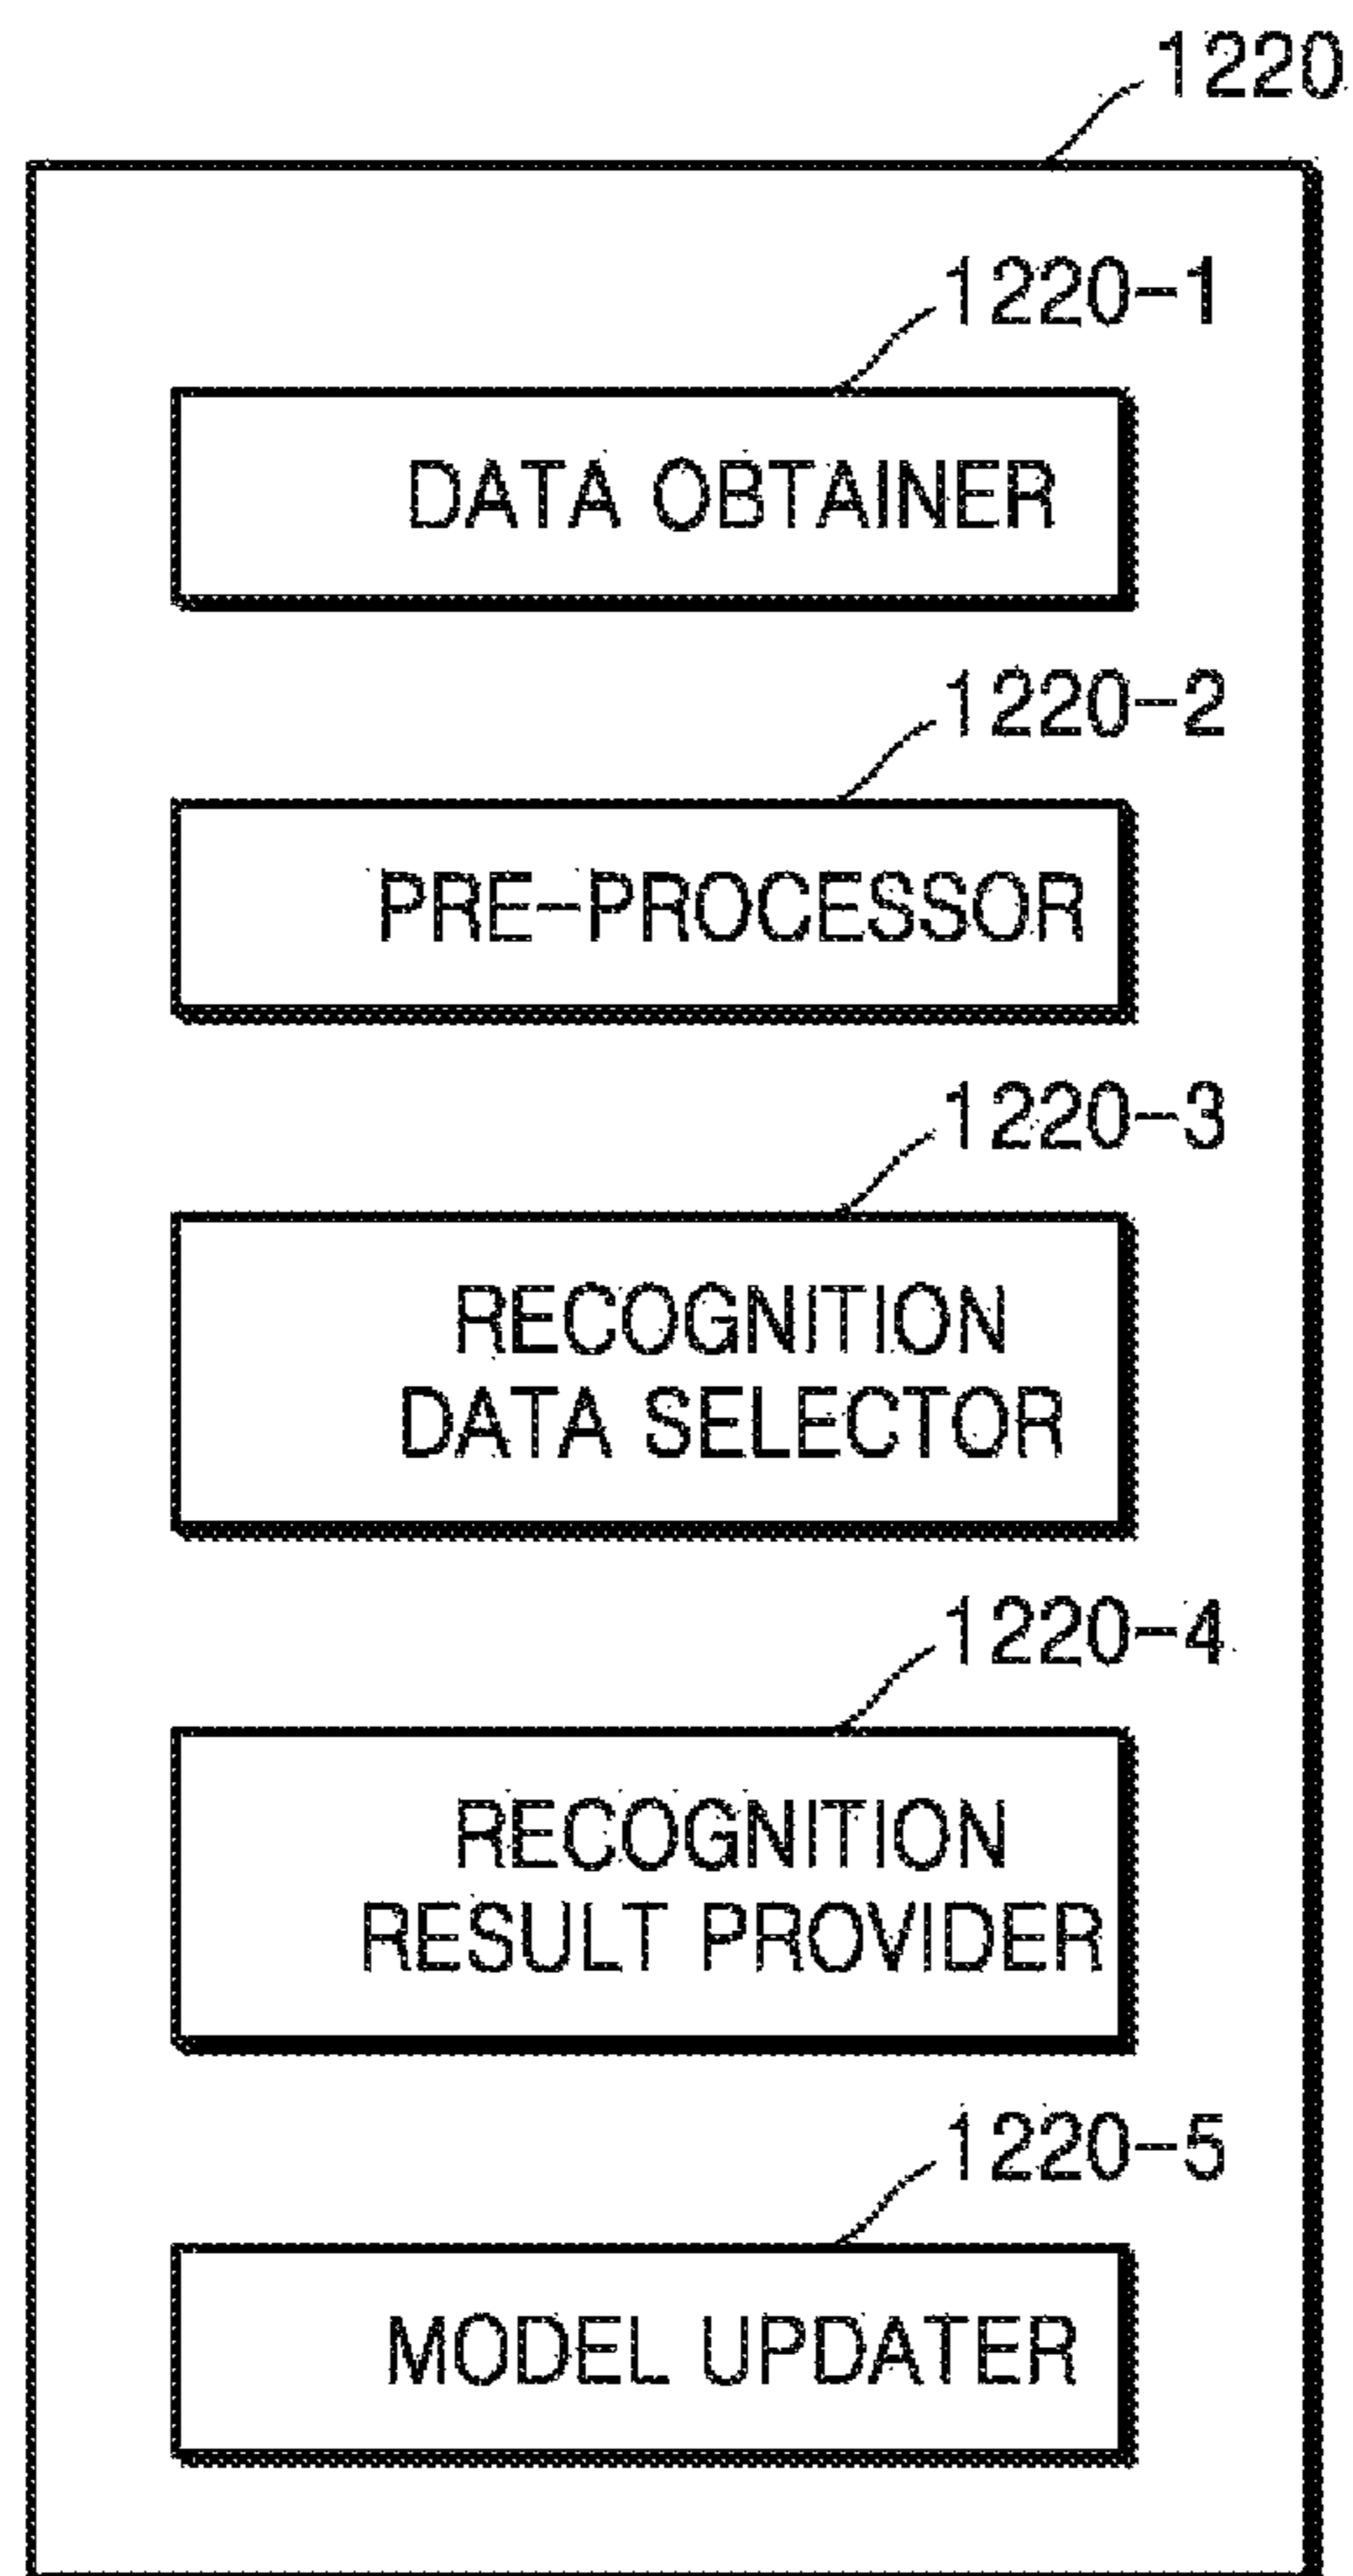 1220
1220-1
DATA OBTAINER
1220-2
PRE-PROCESSOR
1220-3
RECOGNITION
DATA SELECTOR
1220-4
RECOGNITION
RESULT PROVIDER
1220-5
MODEL UPDATER